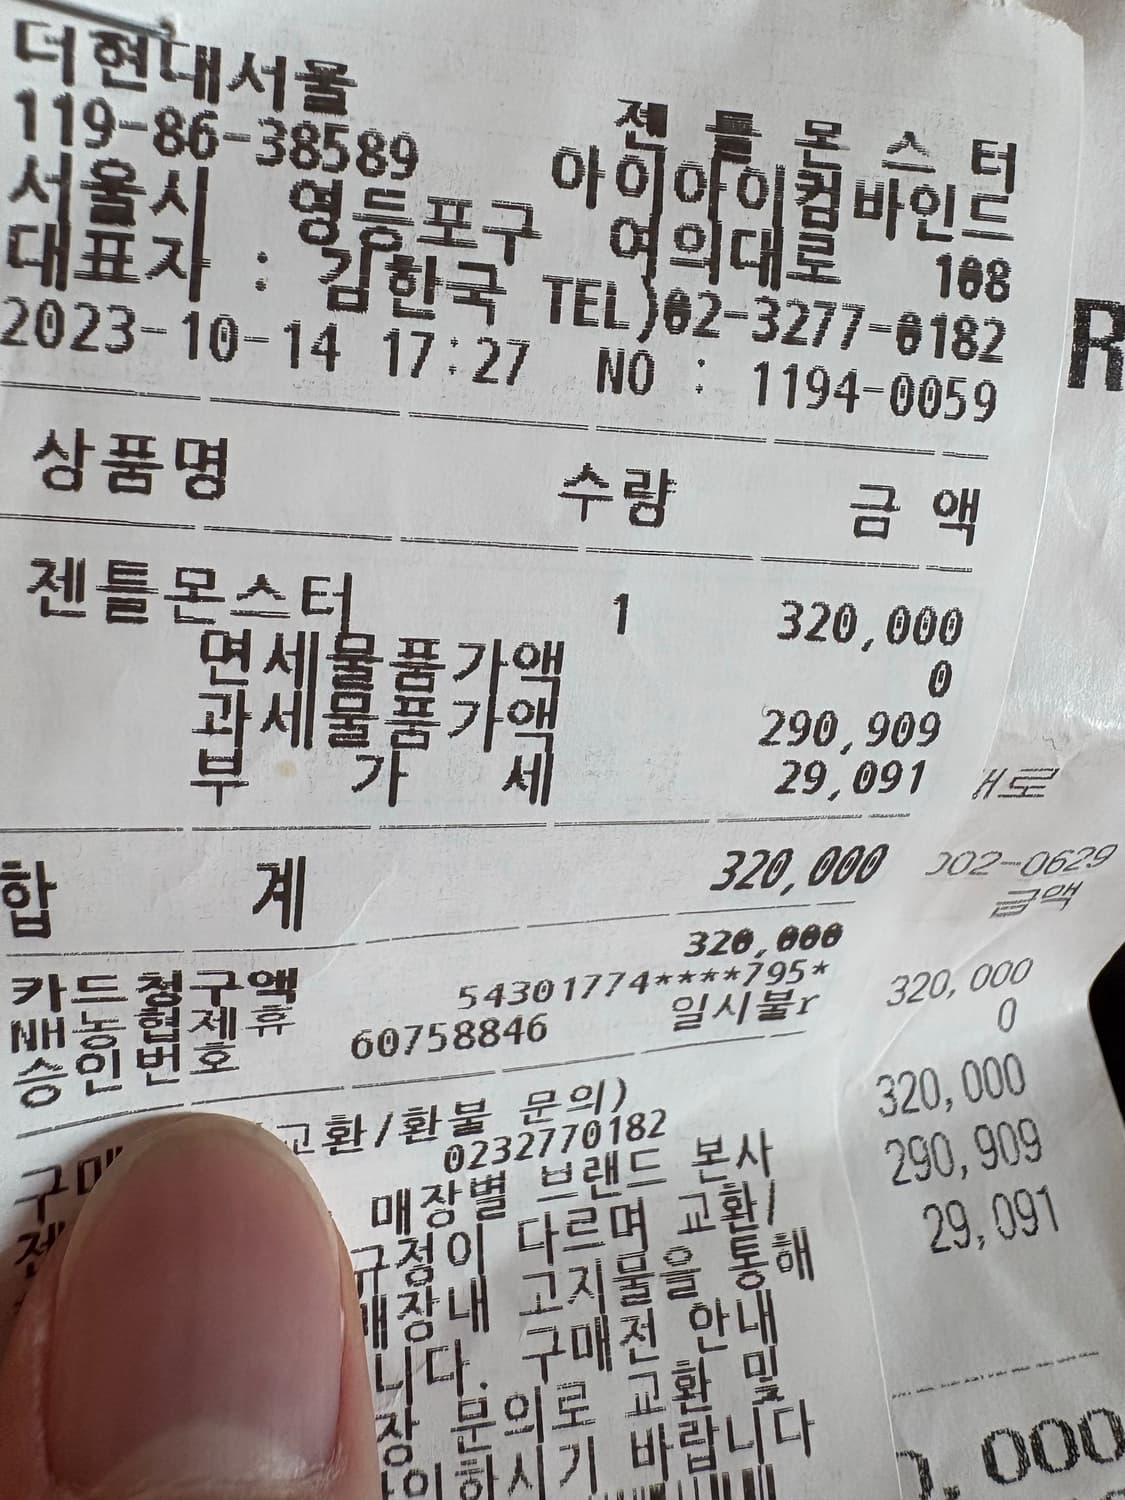 더현대서울 젠틀몬스터
119-86-38589 아이아이컴바인드
서울시 영등포구 여의대로 108
대표자 : 김한국 TEL)02-3277-0182
2023-10-14 17:27 NO : 1194-0059
상품명 수량 금액
젠틀몬스터 1 320,000
면세물품가액 0
과세물품가액 290,909
부 가 세 29,091
합 계 320,000
카드청구액 320,000
NH농협제휴 54301774****795*
승인번호 60758846 일시불r
교환/환불 문의)
0232770182
매장별 브랜드 본사
규정이 다르며 교환/
고지물을 통해
구매전 안내
문의로 교환 및
바랍니다
R
대로
002-0629
금액
320,000
0
320,000
290,909
29,091
,000